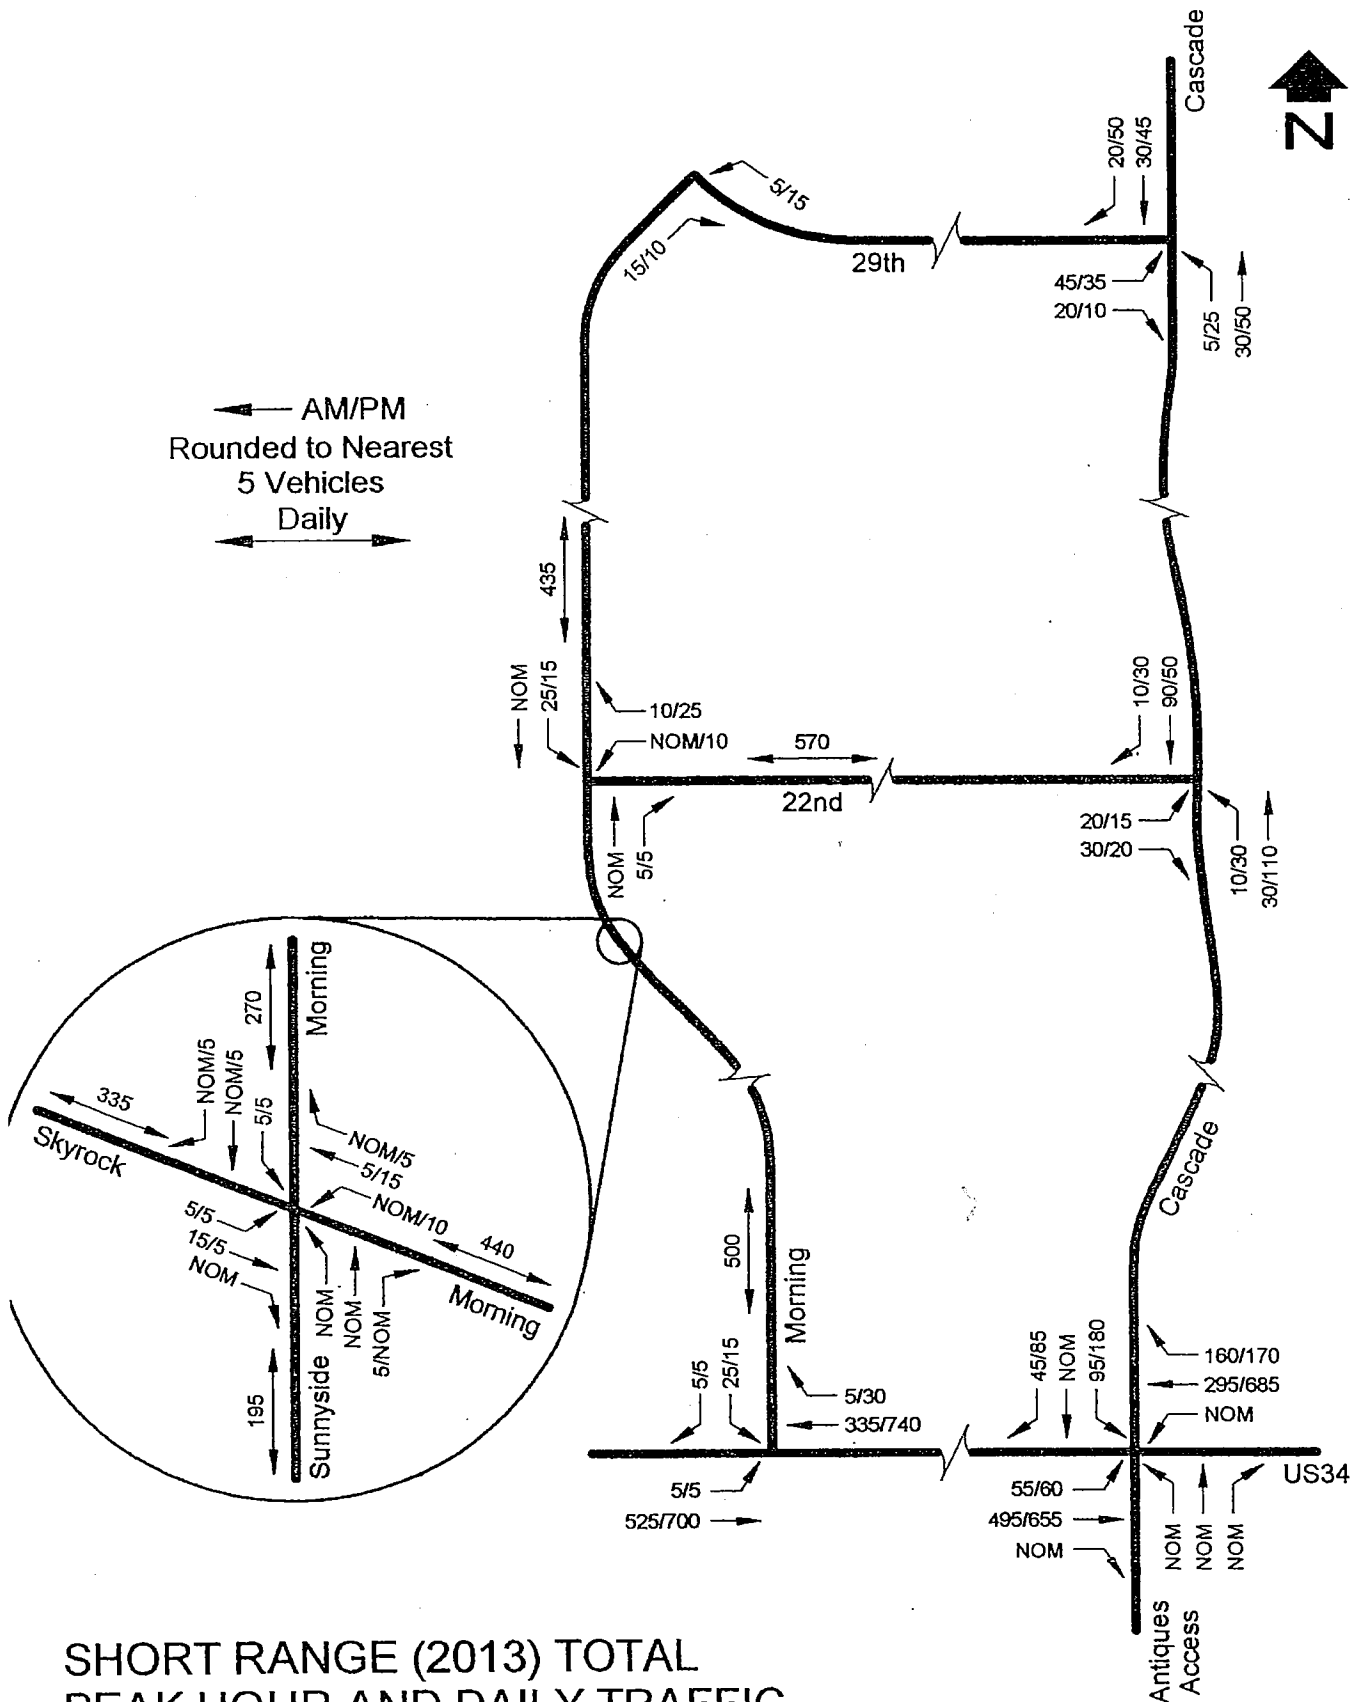 Cascade
N
20/50
30/45
5/15
15/10
29th
45/35
20/10
5/25
30/50
AM/PM
Rounded to Nearest
5 Vehicles
Daily
435
NOM
25/15
10/25
NOM/10
570
22nd
10/30
90/50
20/15
30/20
10/30
30/110
NOM
5/5
270
Morning
335
Skyrock
NOM/5
NOM/5
5/5
NOM/5
5/15
NOM/10
440
Morning
5/5
15/5
NOM
NOM
NOM
5/NOM
195
Sunnyside
500
Morning
Cascade
5/5
25/15
5/30
335/740
5/5
525/700
45/85
NOM
95/180
160/170
295/685
NOM
US34
55/60
495/655
NOM
NOM
NOM
NOM
Antiques
Access
SHORT RANGE (2013) TOTAL
PEAK HOUR AND DAILY TRAFFIC